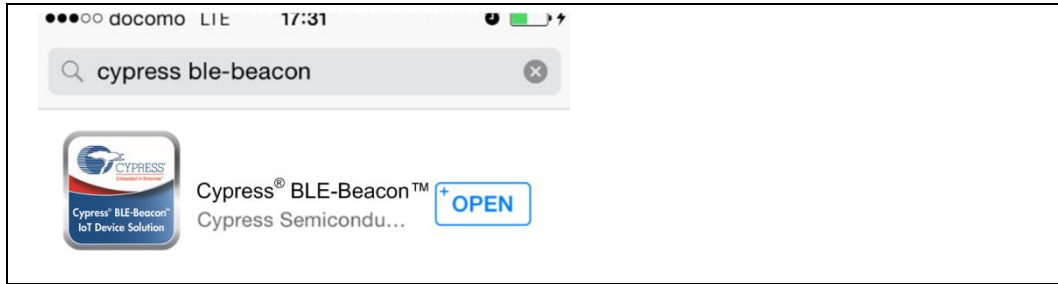 docomo LTE 17:31
cypress ble-beacon
CYPRESS
Embedded in Tomorrow™
Cypress® BLE-Beacon™
IoT Device Solution
Cypress® BLE-Beacon™
+OPEN
Cypress Semicondu...